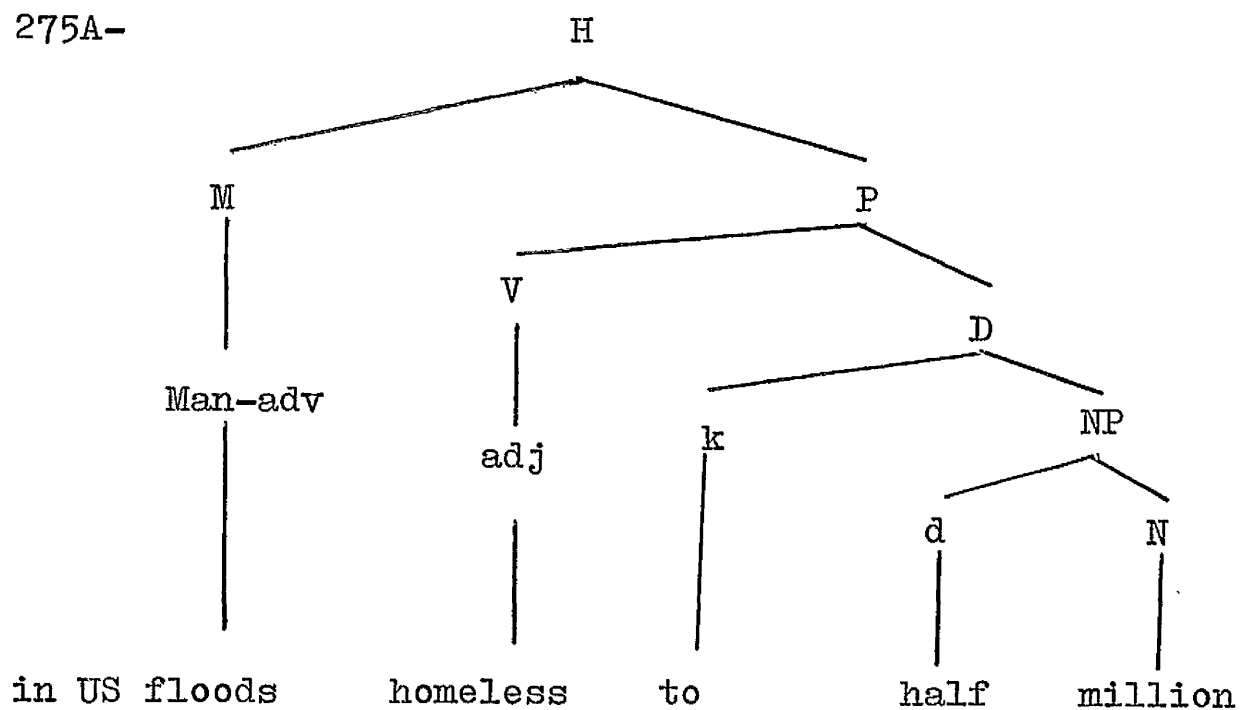 275A- H
M P
V
D
Man-adv NP
adj k
d N
in US floods homeless to half million